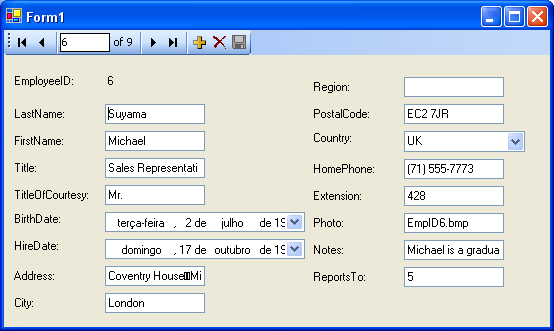 Form1
6 of 9
EmployeeID: 6
LastName: Suyama
FirstName: Michael
Title: Sales Representati
TitleOfCourtesy: Mr.
BirthDate: terça-feira , 2 de julho de 19
HireDate: domingo , 17 de outubro de 19
Address: Coventry House Mi
City: London
Region:
PostalCode: EC2 7JR
Country: UK
HomePhone: (71) 555-7773
Extension: 428
Photo: EmpID6.bmp
Notes: Michael is a gradua
ReportsTo: 5